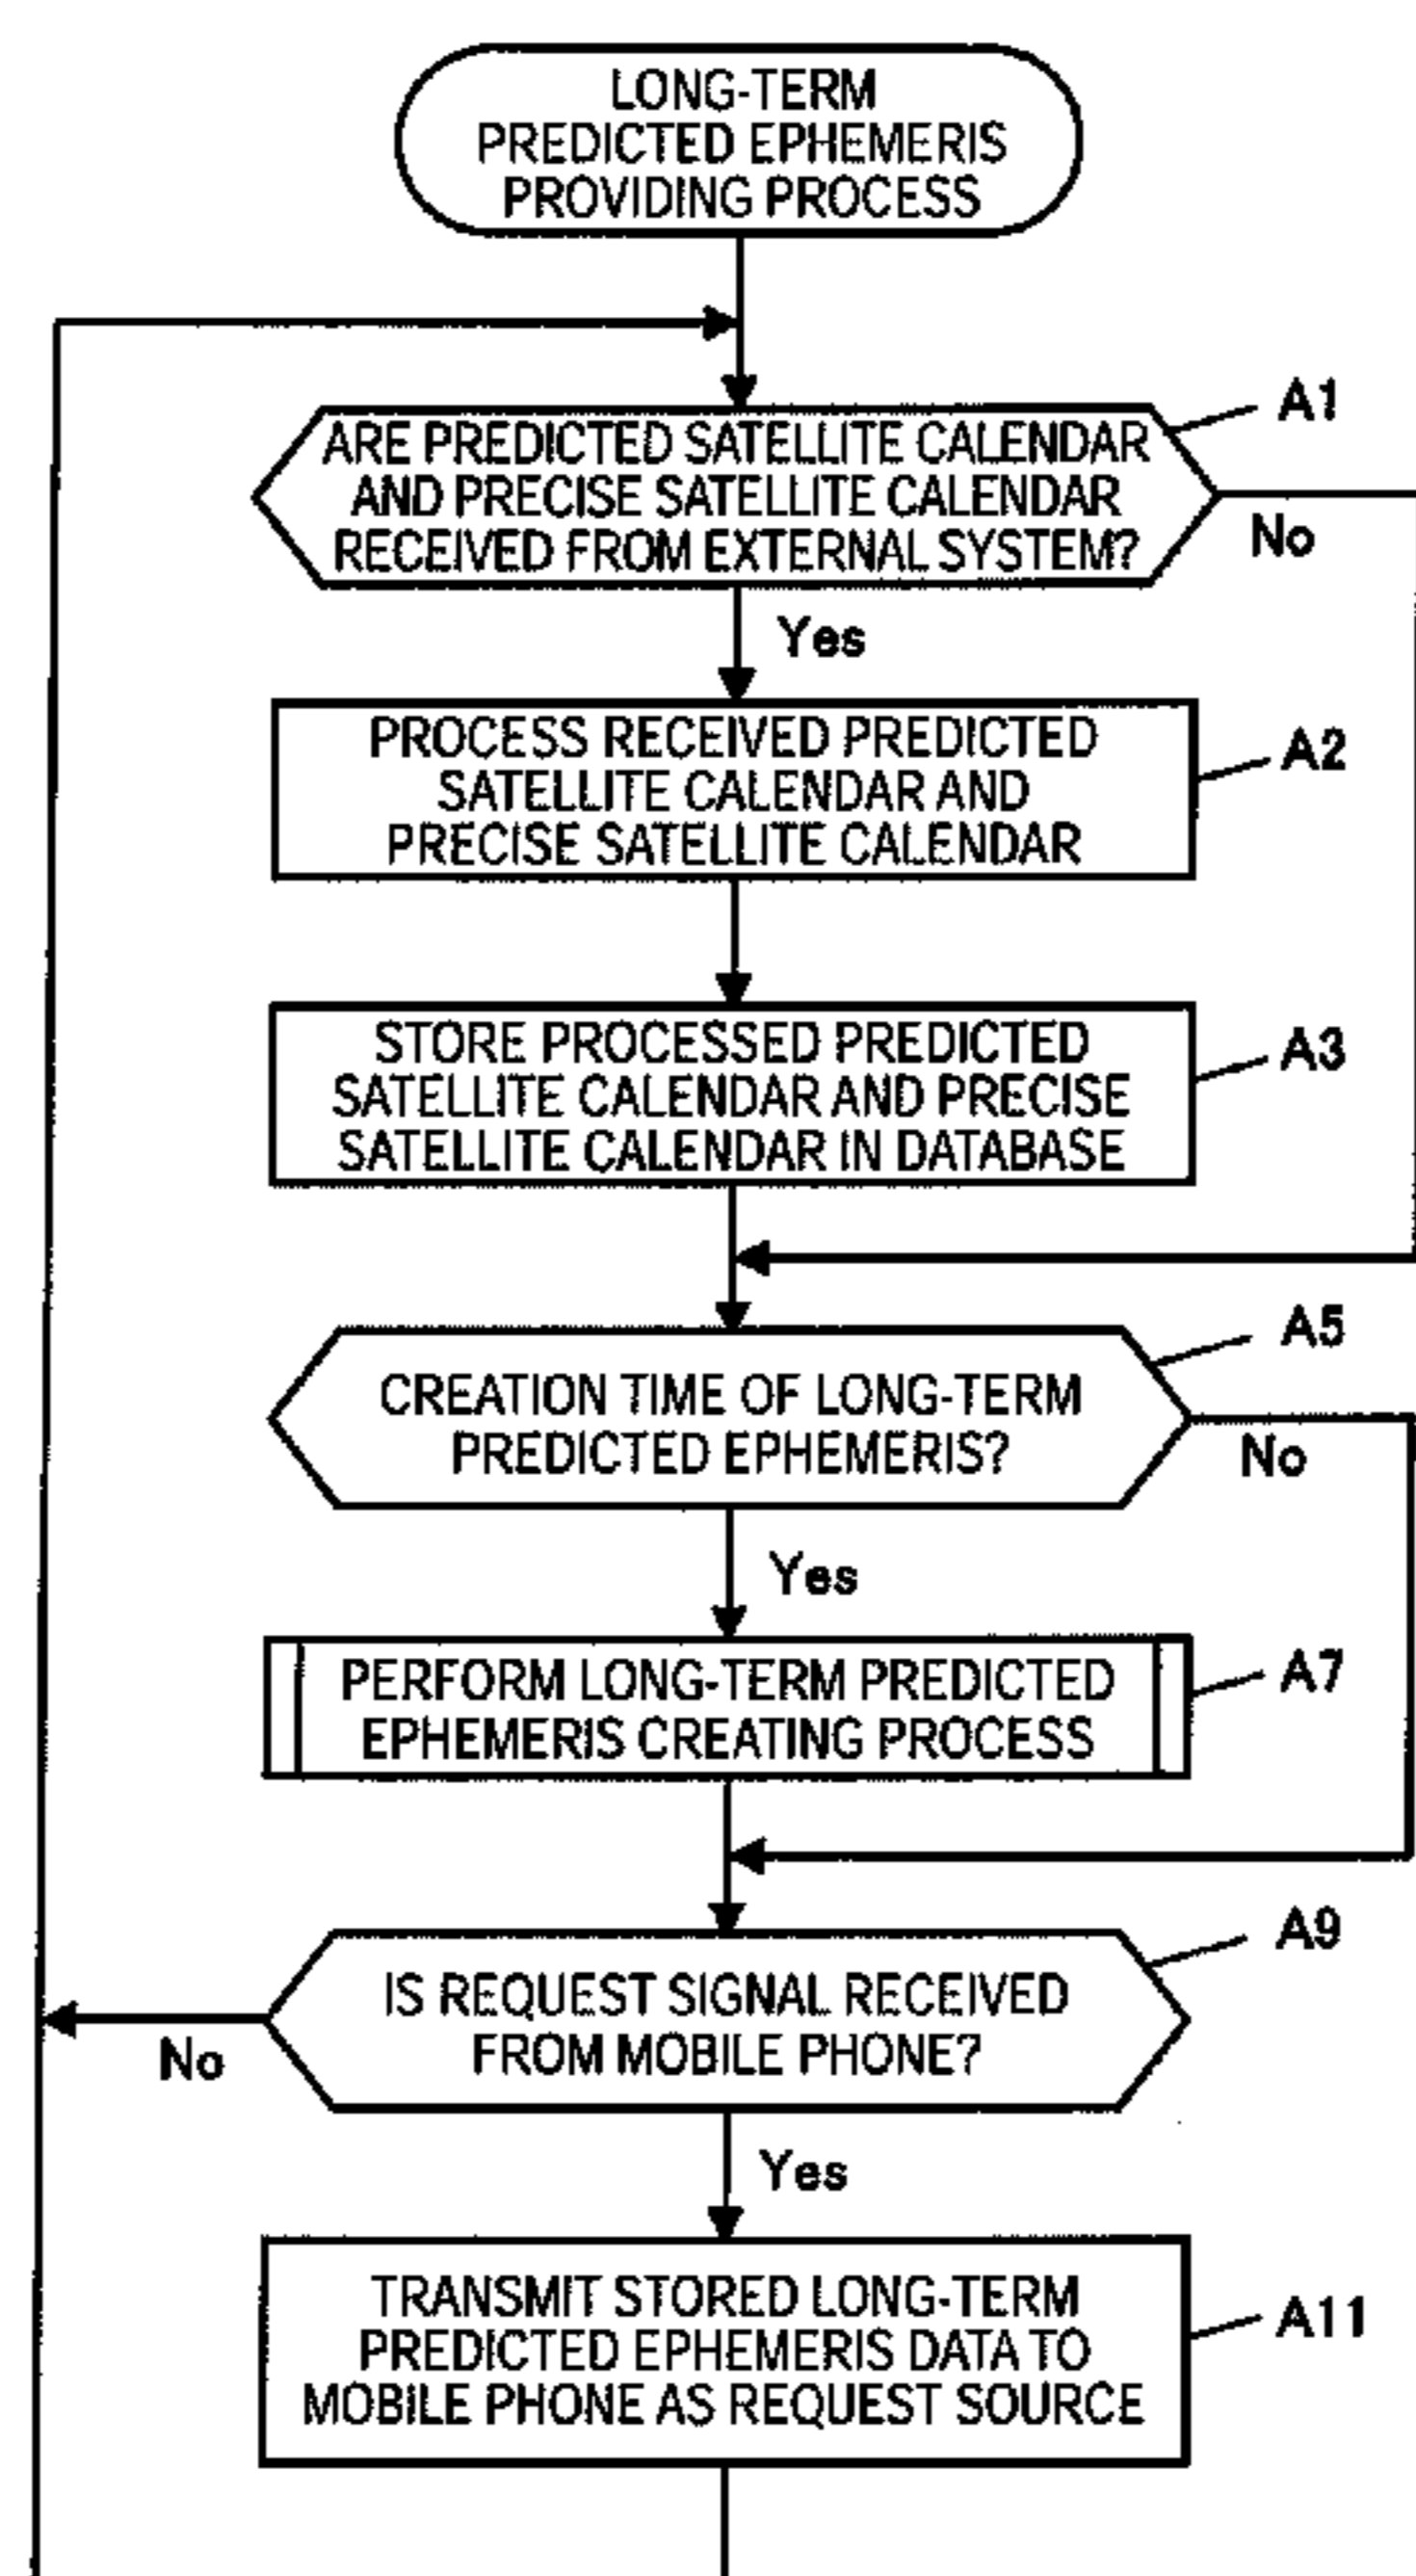 LONG-TERM
PREDICTED EPHEMERIS
PROVIDING PROCESS
A1
ARE PREDICTED SATELLITE CALENDAR
AND PRECISE SATELLITE CALENDAR
RECEIVED FROM EXTERNAL SYSTEM?
No
Yes
A2
PROCESS RECEIVED PREDICTED
SATELLITE CALENDAR AND
PRECISE SATELLITE CALENDAR
A3
STORE PROCESSED PREDICTED
SATELLITE CALENDAR AND PRECISE
SATELLITE CALENDAR IN DATABASE
A5
CREATION TIME OF LONG-TERM
PREDICTED EPHEMERIS?
No
Yes
A7
PERFORM LONG-TERM PREDICTED
EPHEMERIS CREATING PROCESS
A9
IS REQUEST SIGNAL RECEIVED
FROM MOBILE PHONE?
No
Yes
A11
TRANSMIT STORED LONG-TERM
PREDICTED EPHEMERIS DATA TO
MOBILE PHONE AS REQUEST SOURCE